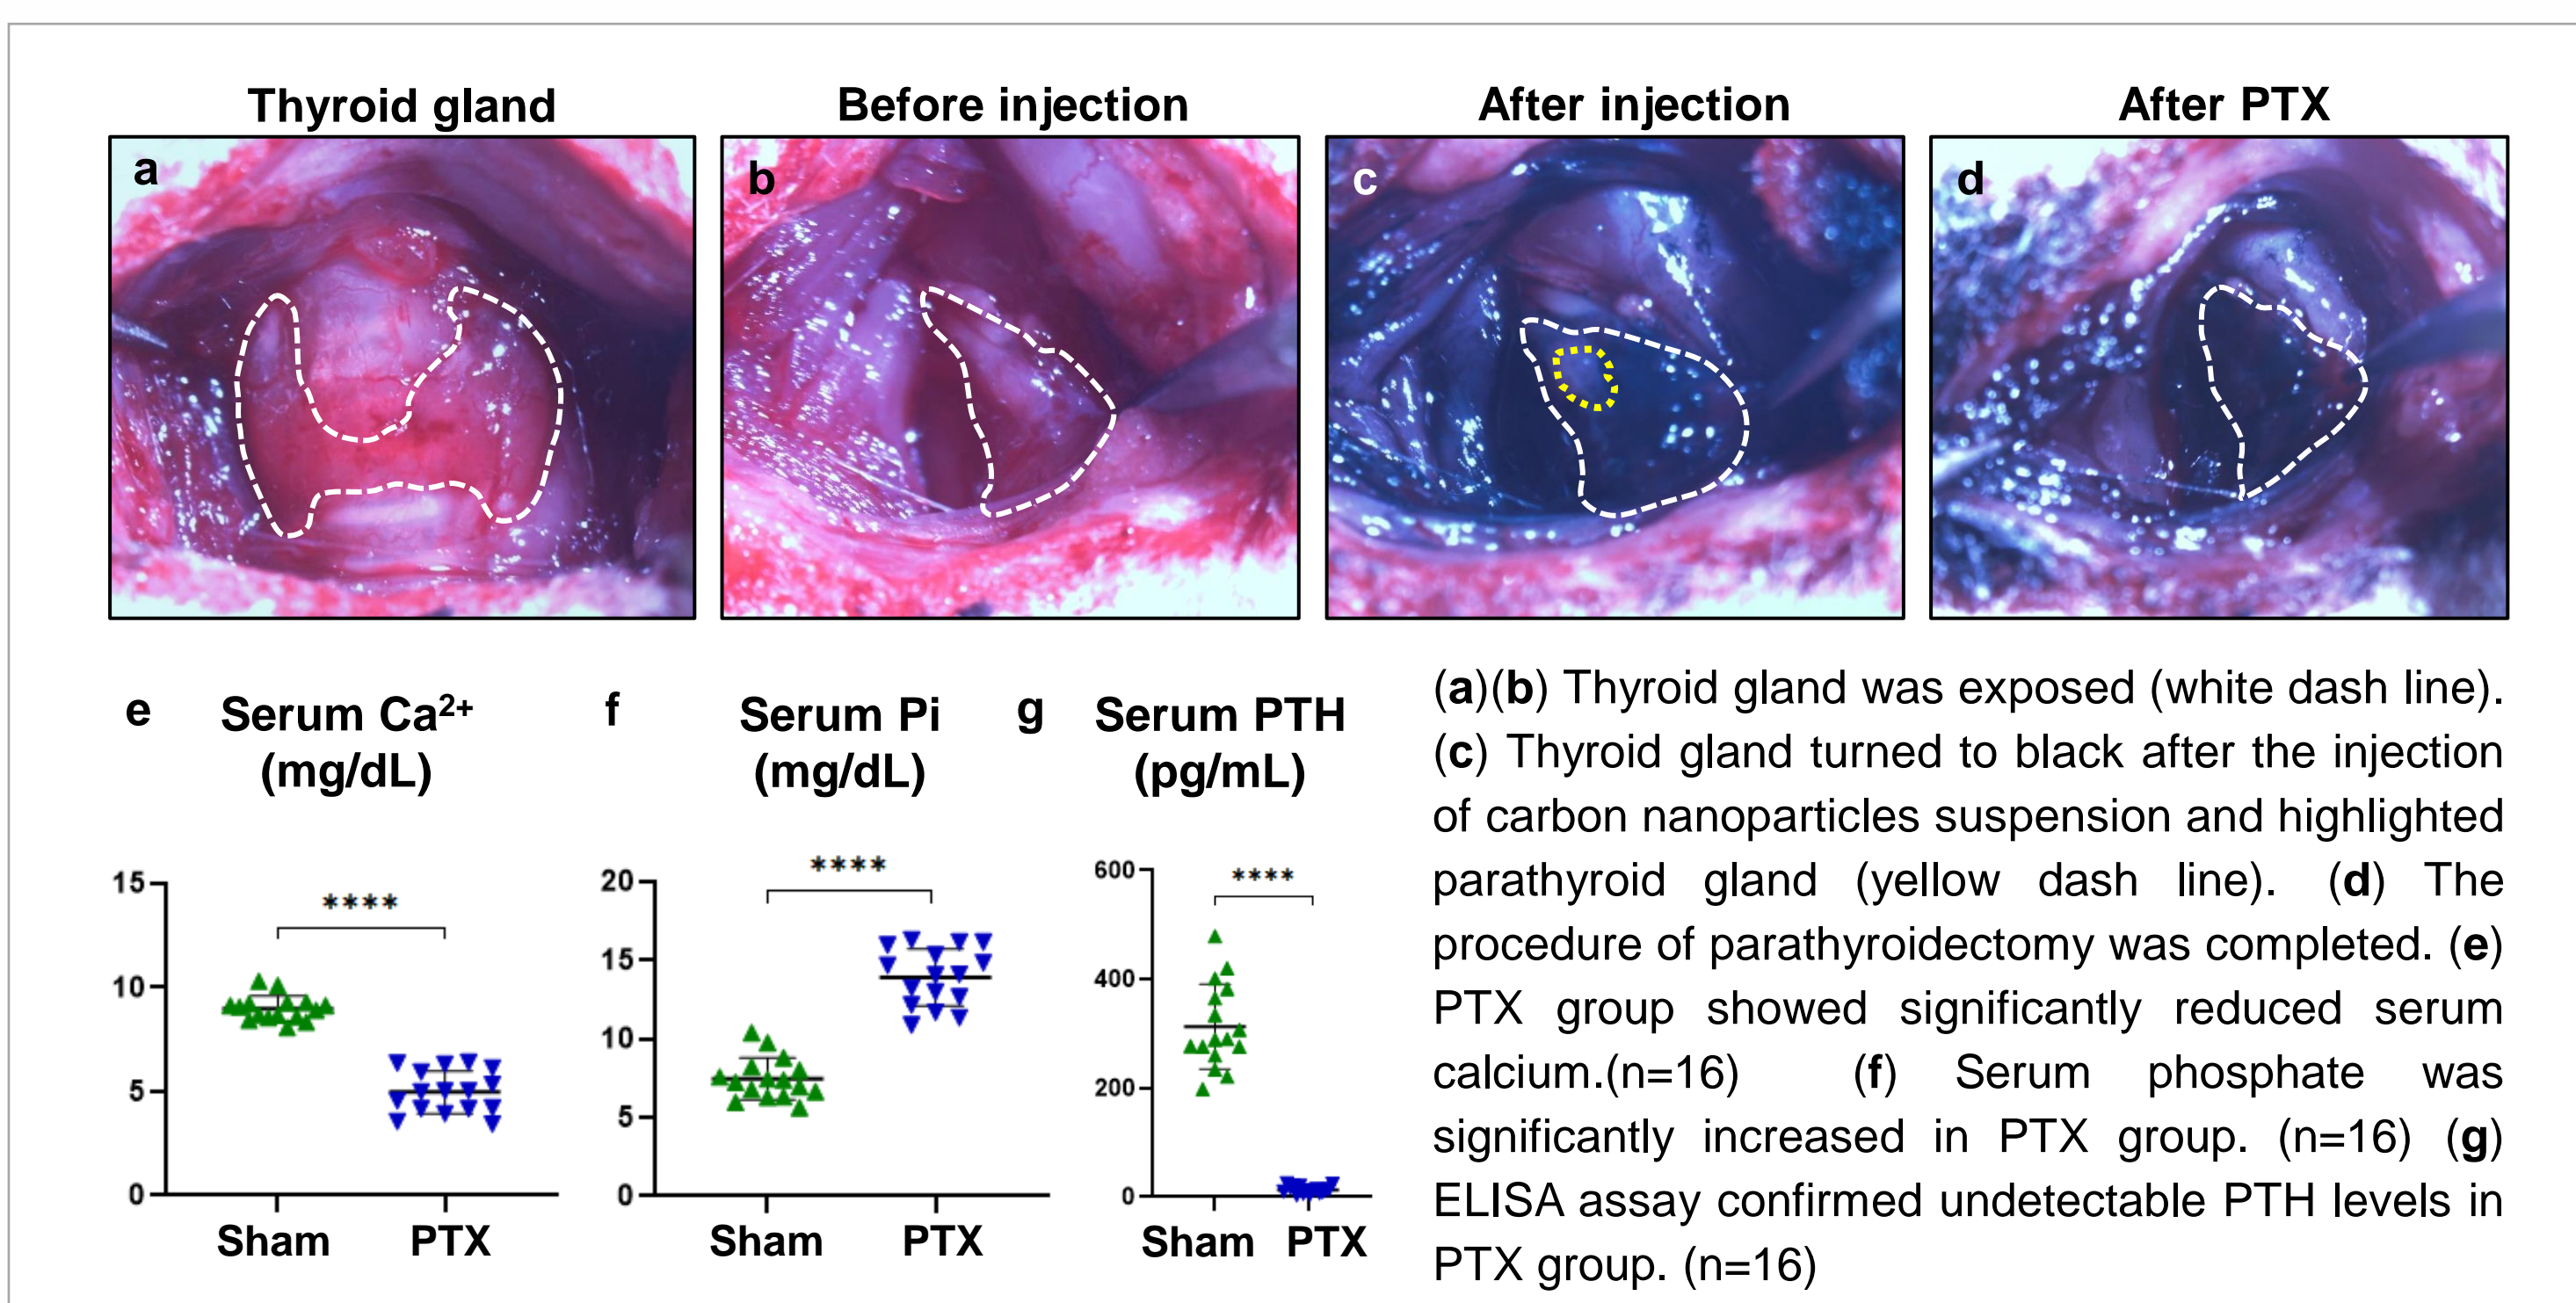 Thyroid gland
Before injection
After injection
After PTX
a
b
c
d
e
Serum Ca²⁺
(mg/dL)
15
10
5
0
****
Sham
PTX
f
Serum Pi
(mg/dL)
20
15
10
5
0
****
Sham
PTX
g
Serum PTH
(pg/mL)
600
400
200
0
****
Sham
PTX
(a)(b) Thyroid gland was exposed (white dash line).
(c) Thyroid gland turned to black after the injection
of carbon nanoparticles suspension and highlighted
parathyroid gland (yellow dash line). (d) The
procedure of parathyroidectomy was completed. (e)
PTX group showed significantly reduced serum
calcium.(n=16) (f) Serum phosphate was
significantly increased in PTX group. (n=16) (g)
ELISA assay confirmed undetectable PTH levels in
PTX group. (n=16)